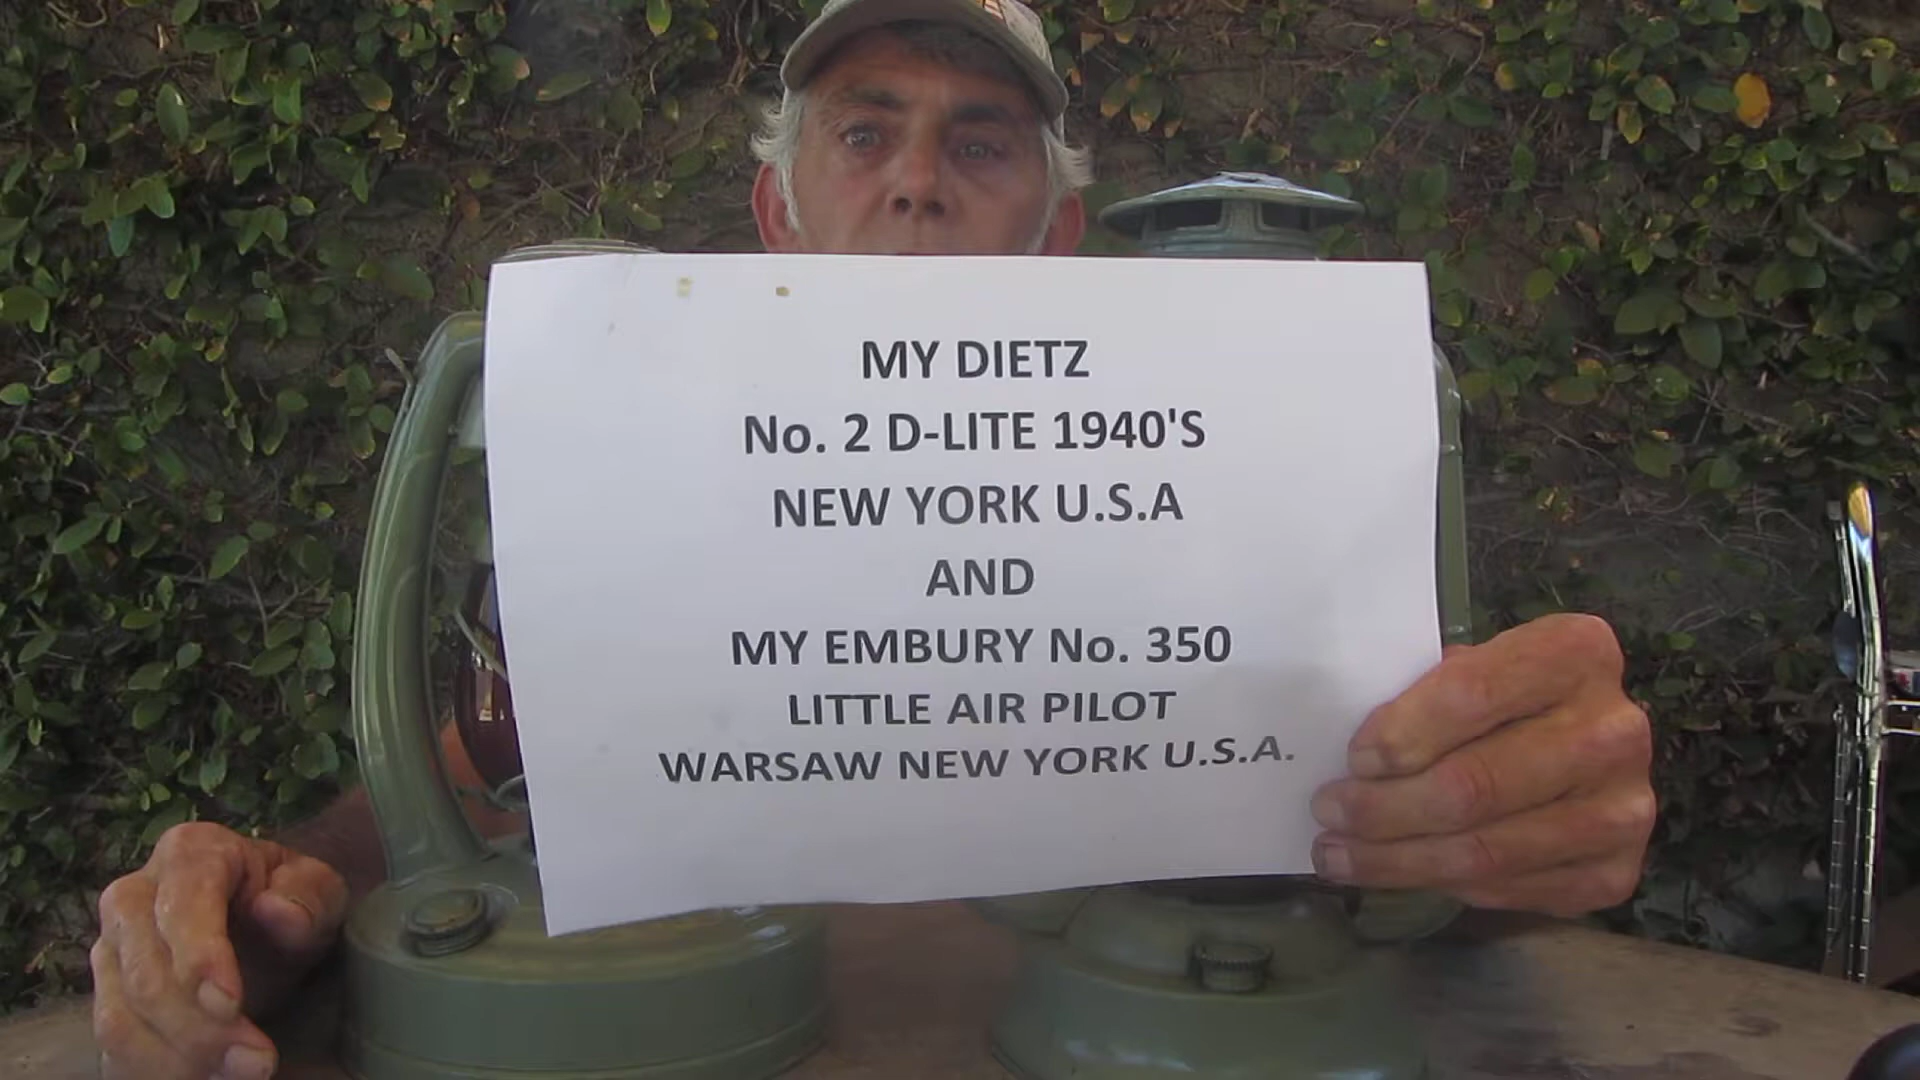 MY DIETZ
No. 2 D-LITE 1940'S
NEW YORK U.S.A
AND
MY EMBURY No. 350
LITTLE AIR PILOT
WARSAW NEW YORK U.S.A.